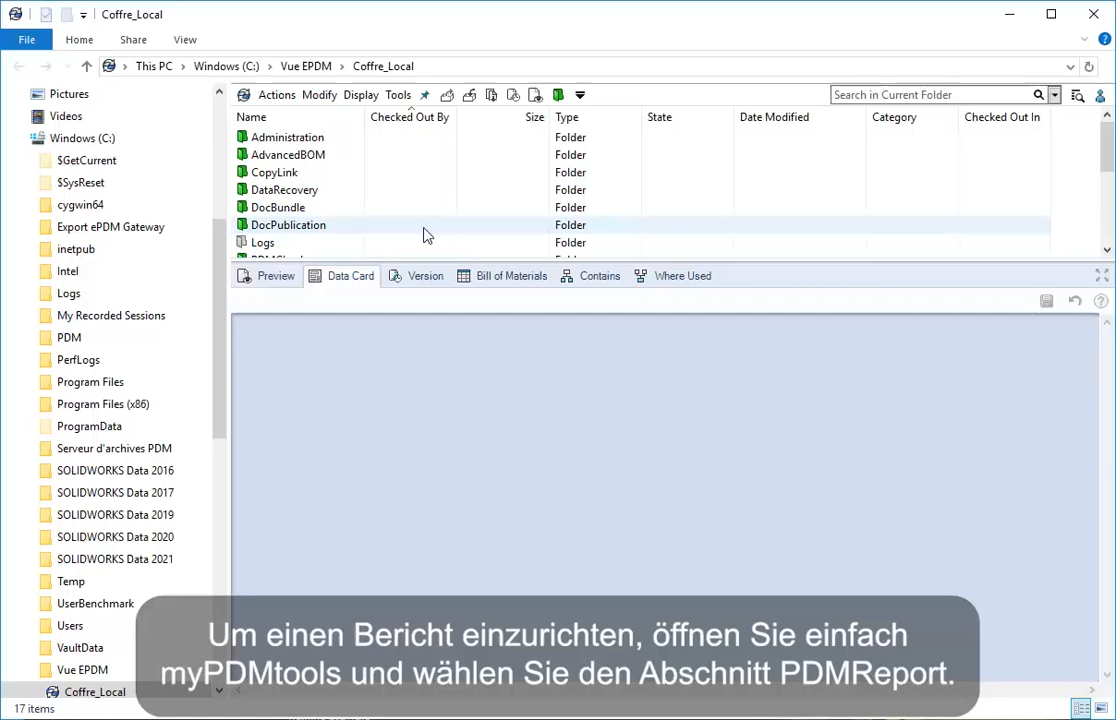 Coffre_Local
File Home Share View
This PC Windows (C:) Vue EPDM Coffre_Local
Pictures
Videos
Windows (C:)
$GetCurrent
$SysReset
cygwin64
Export ePDM Gateway
inetpub
Intel
Logs
My Recorded Sessions
PDM
PerfLogs
Program Files
Program Files (x86)
ProgramData
Serveur d'archives PDM
SOLIDWORKS Data 2016
SOLIDWORKS Data 2017
SOLIDWORKS Data 2019
SOLIDWORKS Data 2020
SOLIDWORKS Data 2021
Temp
UserBenchmark
Users
VaultData
Vue EPDM
Coffre_Local
Actions Modify Display Tools Search in Current Folder
Name Checked Out By Size Type State Date Modified Category Checked Out In
Administration Folder
AdvancedBOM Folder
CopyLink Folder
DataRecovery Folder
DocBundle Folder
DocPublication Folder
Logs Folder
Preview Data Card Version Bill of Materials Contains Where Used
Um einen Bericht einzurichten, öffnen Sie einfach
myPDMtools und wählen Sie den Abschnitt PDMReport.
17 items